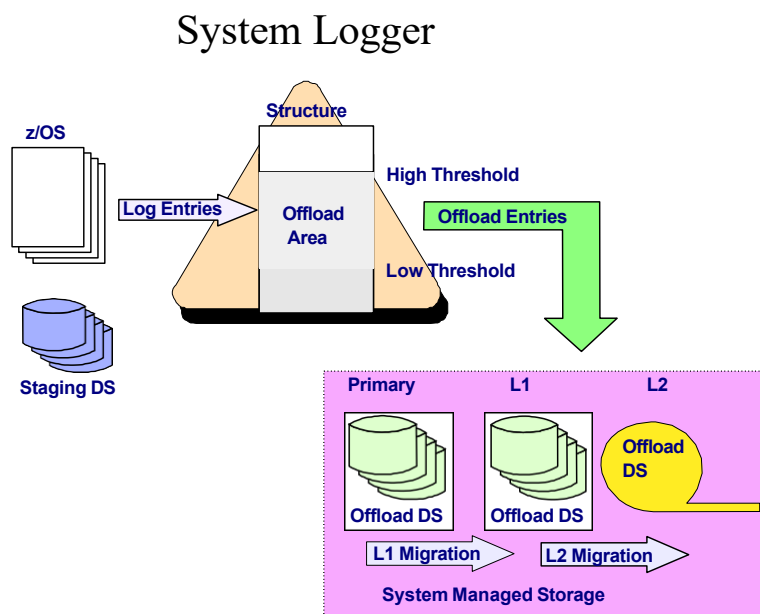 System Logger
Structure
z/OS
High Threshold
Log Entries
Offload
Area
Offload Entries
Low Threshold
Staging DS
Primary
L1
L2
Offload
DS
Offload DS
Offload DS
L1 Migration
L2 Migration
System Managed Storage